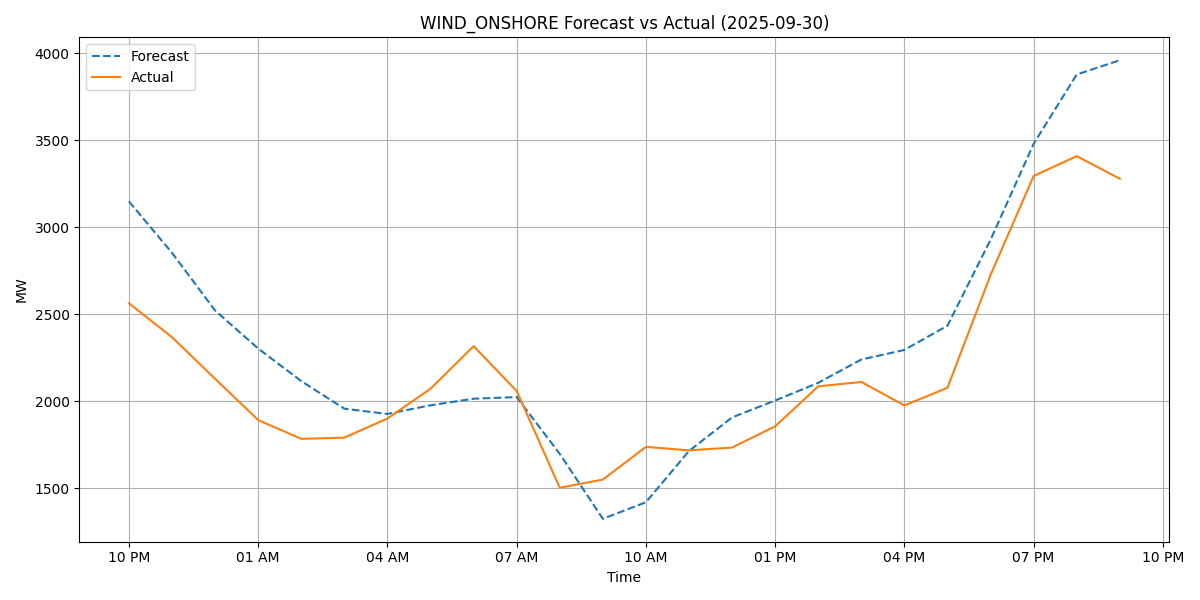 WIND_ONSHORE Forecast vs Actual (2025-09-30)
Forecast
Actual
MW
4000
3500
3000
2500
2000
1500
10 PM 01 AM 04 AM 07 AM 10 AM 01 PM 04 PM 07 PM 10 PM
Time